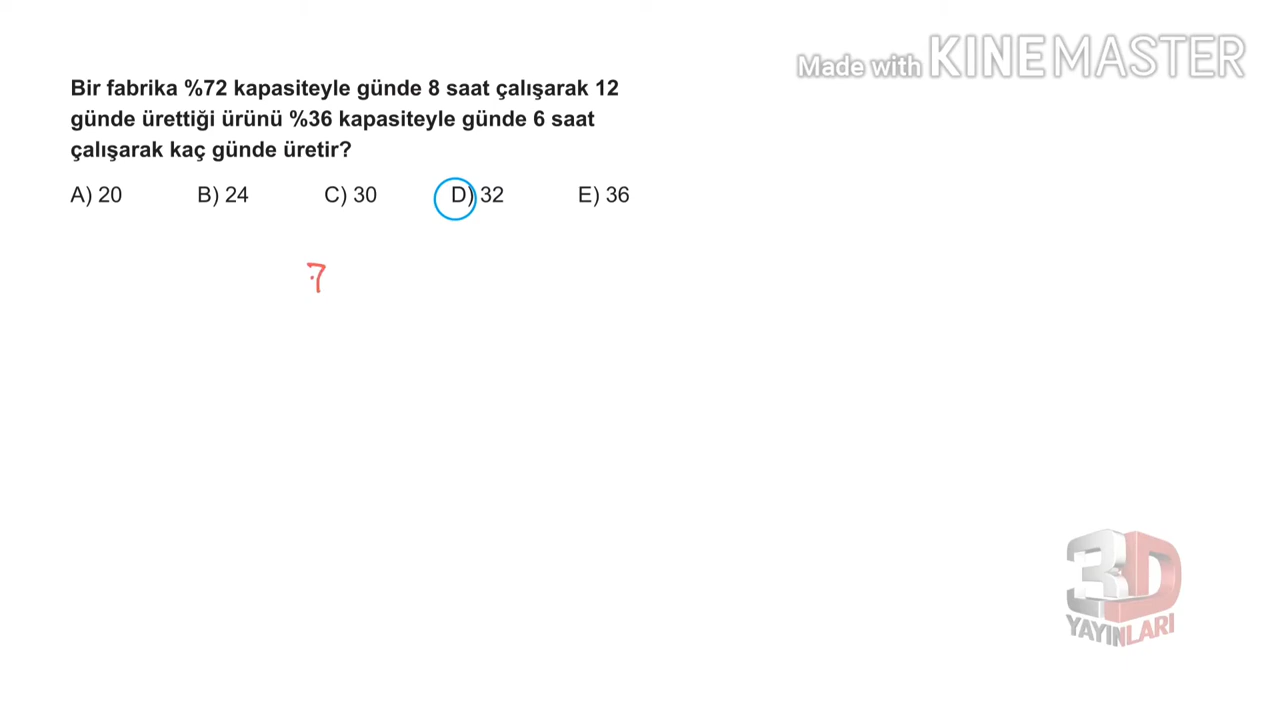 Made with KINEMASTER
Bir fabrika %72 kapasiteyle günde 8 saat çalışarak 12
günde ürettiği ürünü %36 kapasiteyle günde 6 saat
çalışarak kaç günde üretir?
A) 20 B) 24 C) 30 D) 32 E) 36
7
3D
YAYINLARI